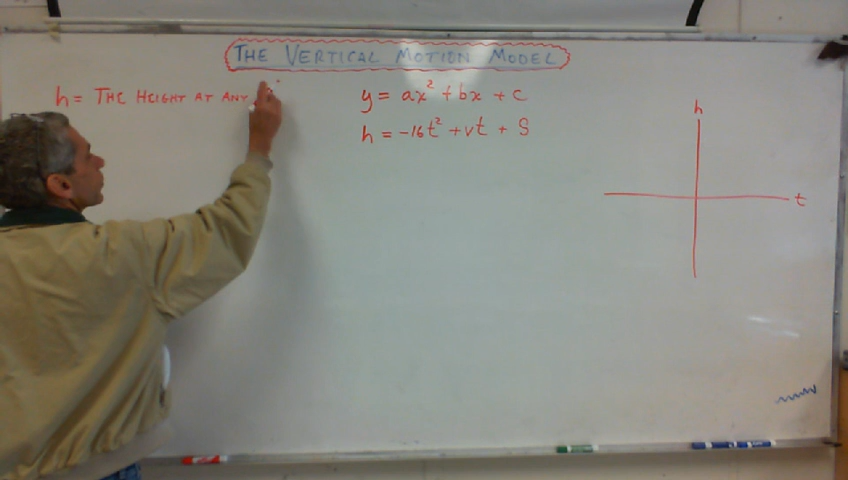 THE VERTICAL MOTION MODEL
h = THE HEIGHT AT ANY
y = ax² + bx + c
h = -16t² + vt + s
h
t